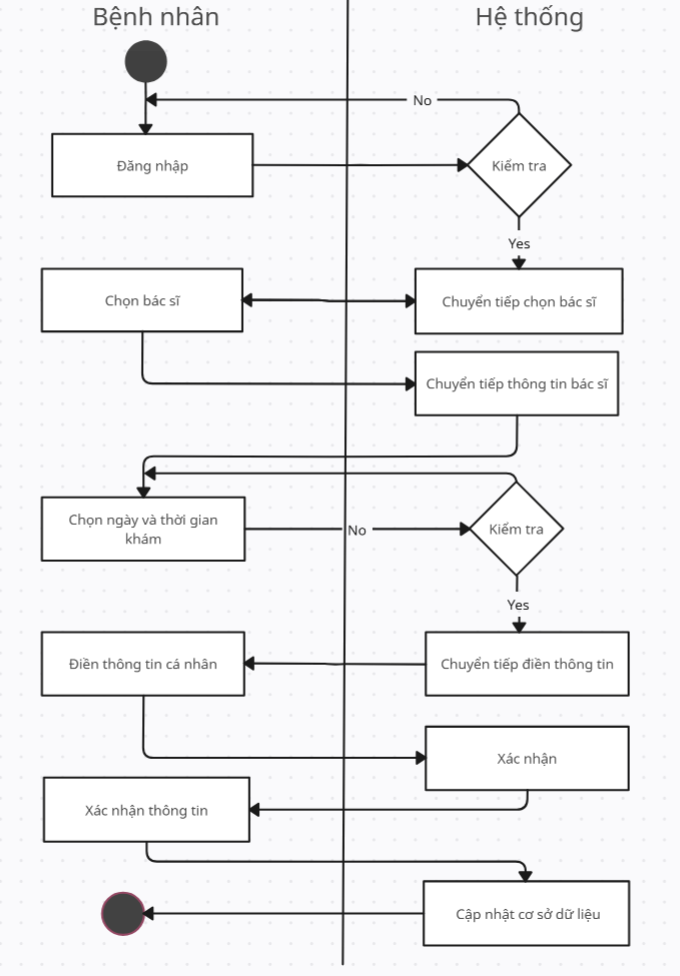 Bệnh nhân
Hệ thống
No
Đăng nhập
Kiểm tra
Yes
Chọn bác sĩ
Chuyển tiếp chọn bác sĩ
Chuyển tiếp thông tin bác sĩ
Chọn ngày và thời gian
khám
No
Kiểm tra
Yes
Điền thông tin cá nhân
Chuyển tiếp điền thông tin
Xác nhận
Xác nhận thông tin
Cập nhật cơ sở dữ liệu